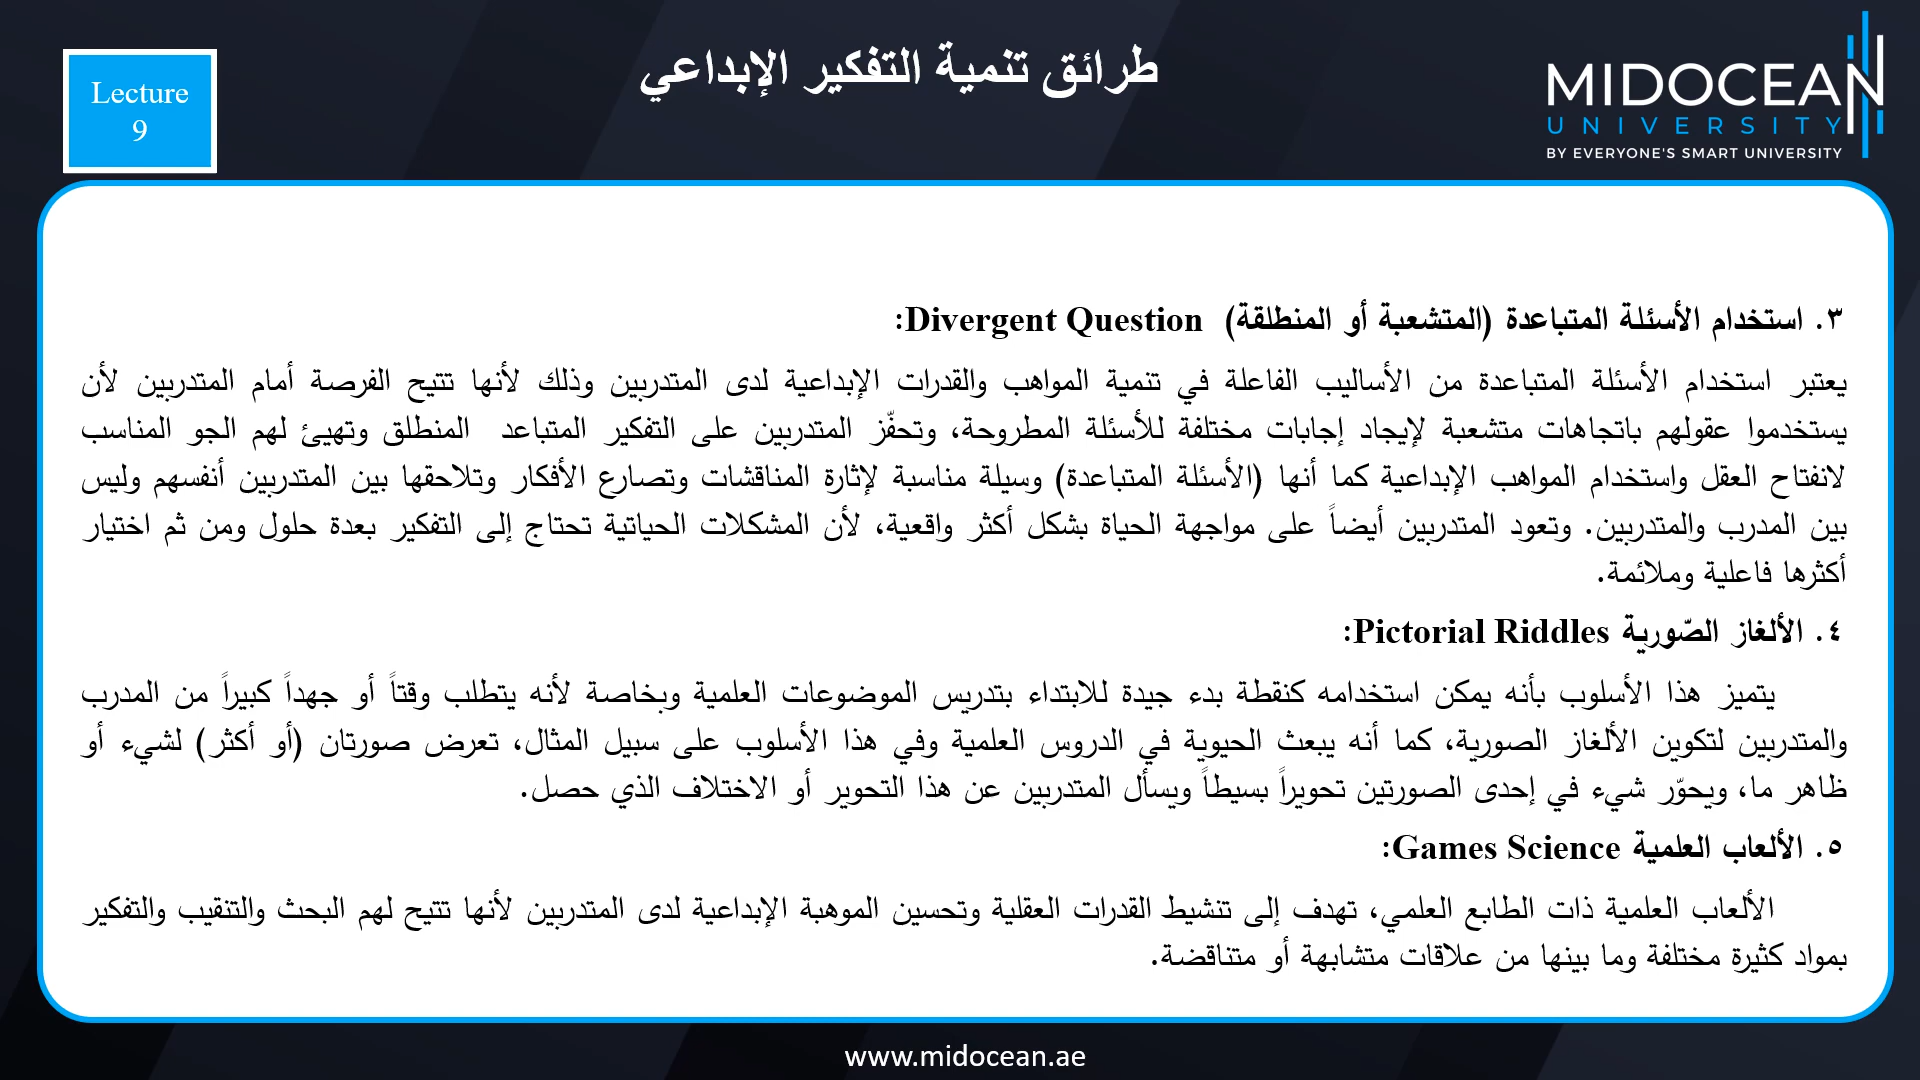 Lecture
9
طرائق تنمية التفكير الإبداعي
MIDOCEAN
UNIVERSITY
BY EVERYONE'S SMART UNIVERSITY
٣. استخدام الأسئلة المتباعدة (المتشعبة أو المنطلقة) Divergent Question:
يعتبر استخدام الأسئلة المتباعدة من الأساليب الفاعلة في تنمية المواهب والقدرات الإبداعية لدى المتدربين وذلك لأنها تتيح الفرصة أمام المتدربين لأن
يستخدموا عقولهم باتجاهات متشعبة لإيجاد إجابات مختلفة للأسئلة المطروحة، وتحفّز المتدربين على التفكير المتباعد المنطلق وتهيئ لهم الجو المناسب
لانفتاح العقل واستخدام المواهب الإبداعية كما أنها (الأسئلة المتباعدة) وسيلة مناسبة لإثارة المناقشات وتصارع الأفكار وتلاحقها بين المتدربين أنفسهم وليس
بين المدرب والمتدربين. وتعود المتدربين أيضاً على مواجهة الحياة بشكل أكثر واقعية، لأن المشكلات الحياتية تحتاج إلى التفكير بعدة حلول ومن ثم اختيار
أكثرها فاعلية وملائمة.
٤. الألغاز الصّورية Pictorial Riddles:
يتميز هذا الأسلوب بأنه يمكن استخدامه كنقطة بدء جيدة للابتداء بتدريس الموضوعات العلمية وبخاصة لأنه يتطلب وقتاً أو جهداً كبيراً من المدرب
والمتدربين لتكوين الألغاز الصورية، كما أنه يبعث الحيوية في الدروس العلمية وفي هذا الأسلوب على سبيل المثال، تعرض صورتان (أو أكثر) لشيء أو
ظاهر ما، ويحوّر شيء في إحدى الصورتين تحويراً بسيطاً ويسأل المتدربين عن هذا التحوير أو الاختلاف الذي حصل.
٥. الألعاب العلمية Games Science:
الألعاب العلمية ذات الطابع العلمي، تهدف إلى تنشيط القدرات العقلية وتحسين الموهبة الإبداعية لدى المتدربين لأنها تتيح لهم البحث والتنقيب والتفكير
بمواد كثيرة مختلفة وما بينها من علاقات متشابهة أو متناقضة.
www.midocean.ae